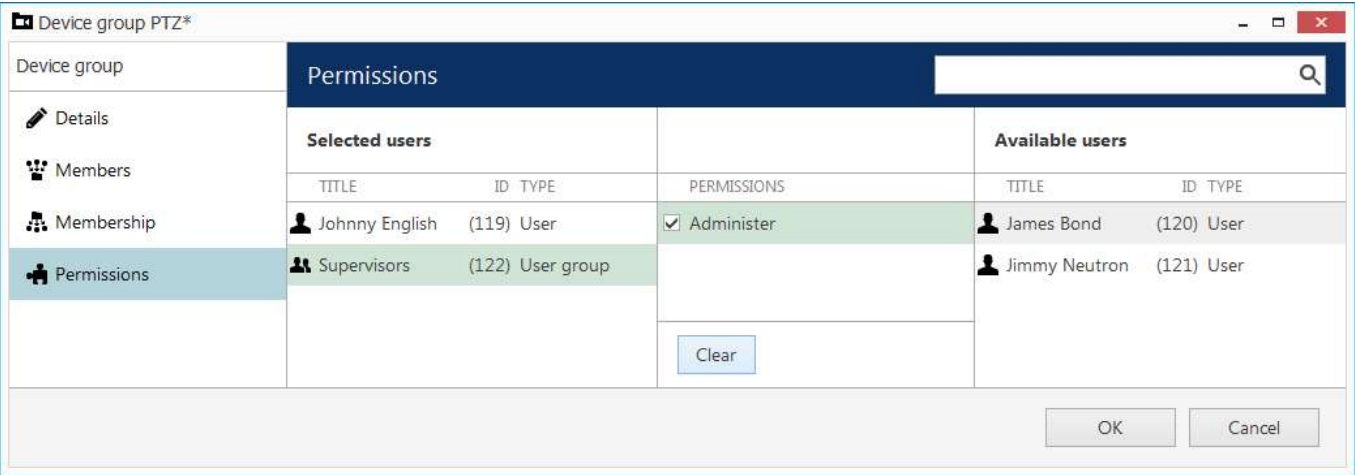 Device group PTZ*
Device group
Permissions
Details
Members
Membership
Permissions
Selected users
Available users
TITLE ID TYPE PERMISSIONS TITLE ID TYPE
Johnny English (119) User Administer James Bond (120) User
Supervisors (122) User group Jimmy Neutron (121) User
Clear
OK Cancel